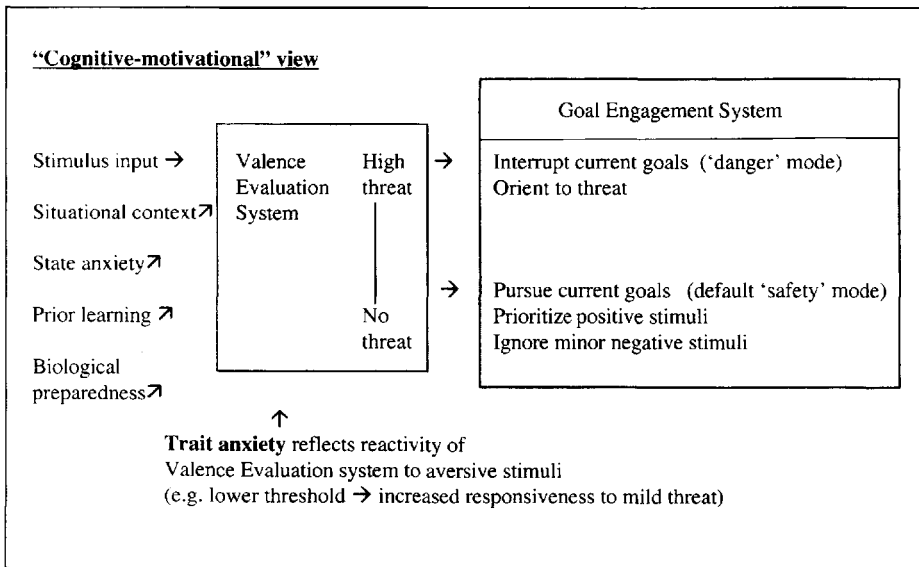 “Cognitive-motivational” view
Goal Engagement System
Stimulus input →
Situational context↗
State anxiety↗
Prior learning ↗
Biological
preparedness↗
Valence
Evaluation
System
High
threat
No
threat
→
→
Interrupt current goals (‘danger’ mode)
Orient to threat
Pursue current goals (default ‘safety’ mode)
Prioritize positive stimuli
Ignore minor negative stimuli
↑
Trait anxiety reflects reactivity of
Valence Evaluation system to aversive stimuli
(e.g. lower threshold → increased responsiveness to mild threat)